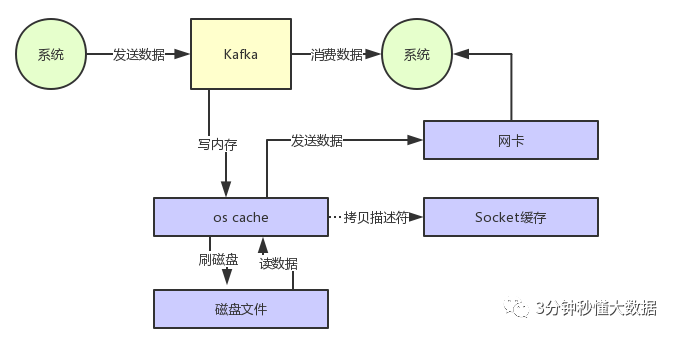 系统
发送数据
Kafka
消费数据
系统
写内存
发送数据
网卡
os cache
拷贝描述符
Socket缓存
刷磁盘
读数据
磁盘文件
3分钟秒懂大数据